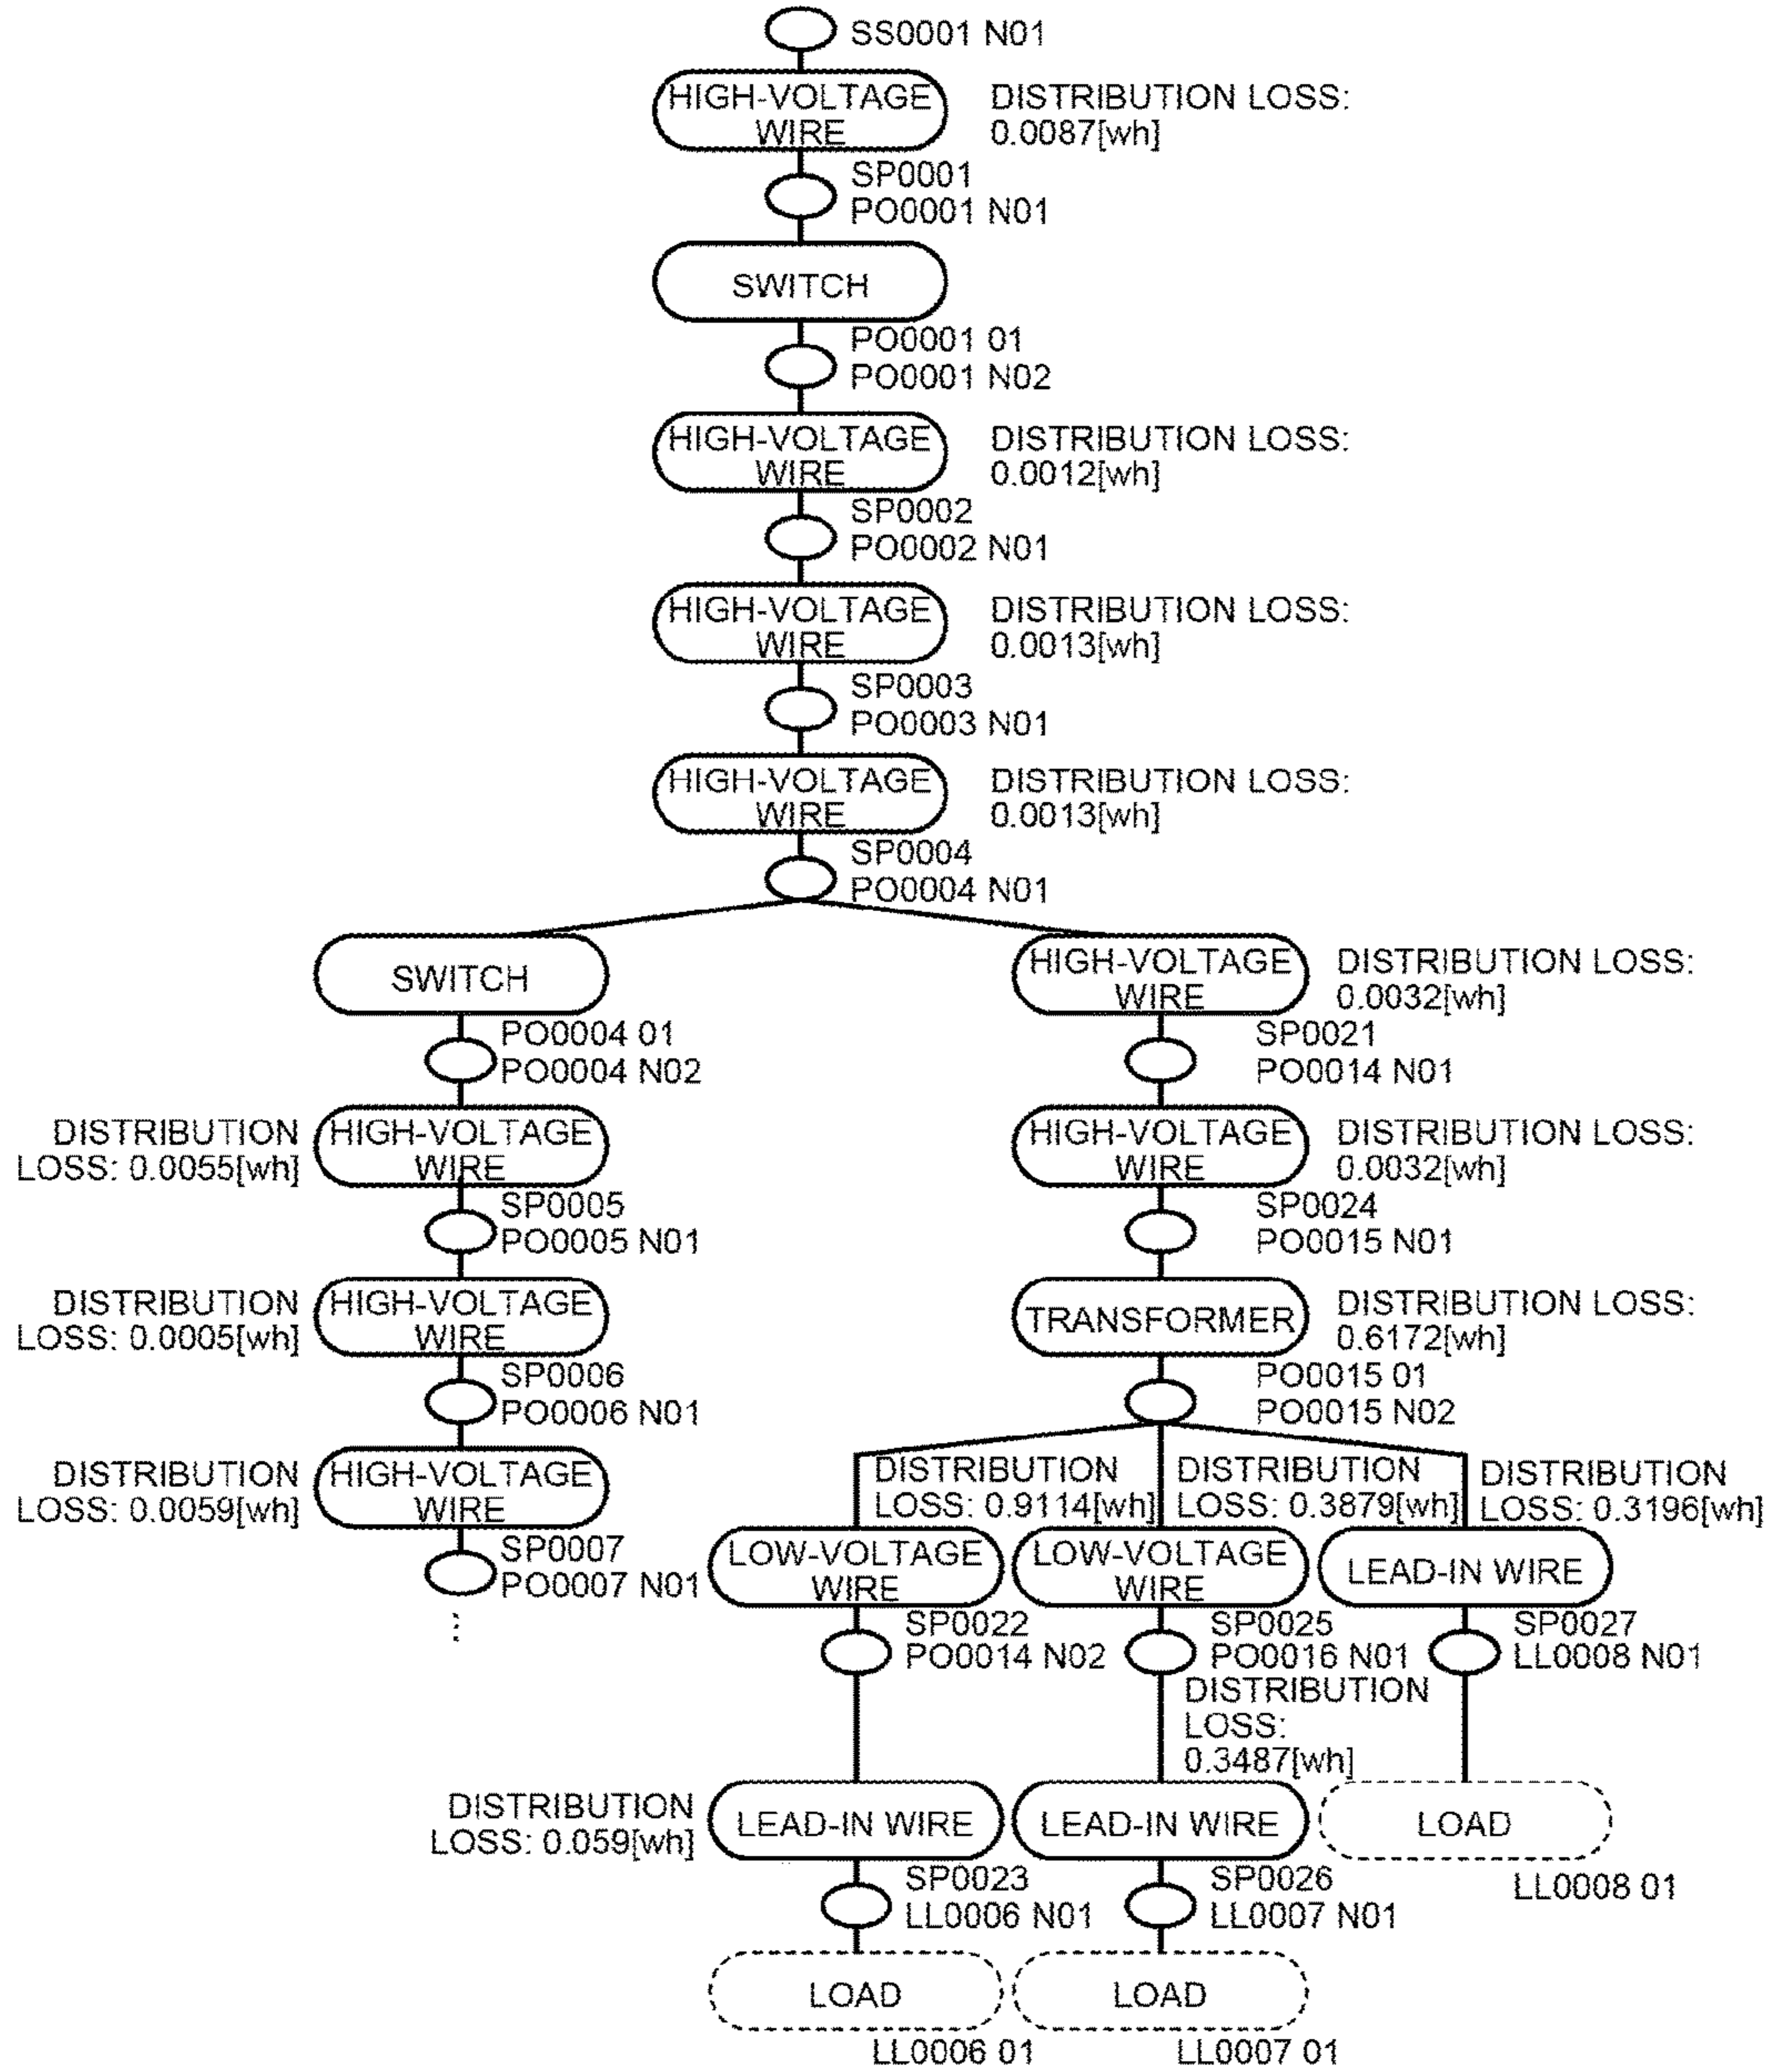 SS0001 N01
HIGH-VOLTAGE
WIRE
DISTRIBUTION LOSS:
0.0087[wh]
SP0001
PO0001 N01
SWITCH
PO0001 01
PO0001 N02
HIGH-VOLTAGE
WIRE
DISTRIBUTION LOSS:
0.0012[wh]
SP0002
PO0002 N01
HIGH-VOLTAGE
WIRE
DISTRIBUTION LOSS:
0.0013[wh]
SP0003
PO0003 N01
HIGH-VOLTAGE
WIRE
DISTRIBUTION LOSS:
0.0013[wh]
SP0004
PO0004 N01
SWITCH
PO0004 01
PO0004 N02
DISTRIBUTION
LOSS: 0.0055[wh]
HIGH-VOLTAGE
WIRE
SP0005
PO0005 N01
DISTRIBUTION
LOSS: 0.0005[wh]
HIGH-VOLTAGE
WIRE
SP0006
PO0006 N01
DISTRIBUTION
LOSS: 0.0059[wh]
HIGH-VOLTAGE
WIRE
SP0007
PO0007 N01
⋮
HIGH-VOLTAGE
WIRE
DISTRIBUTION LOSS:
0.0032[wh]
SP0021
PO0014 N01
HIGH-VOLTAGE
WIRE
DISTRIBUTION LOSS:
0.0032[wh]
SP0024
PO0015 N01
TRANSFORMER
DISTRIBUTION LOSS:
0.6172[wh]
PO0015 01
PO0015 N02
DISTRIBUTION
LOSS: 0.9114[wh]
LOW-VOLTAGE
WIRE
SP0022
PO0014 N02
DISTRIBUTION
LOSS: 0.059[wh]
LEAD-IN WIRE
SP0023
LL0006 N01
LOAD
LL0006 01
DISTRIBUTION
LOSS: 0.3879[wh]
LOW-VOLTAGE
WIRE
SP0025
PO0016 N01
DISTRIBUTION
LOSS:
0.3487[wh]
LEAD-IN WIRE
SP0026
LL0007 N01
LOAD
LL0007 01
DISTRIBUTION
LOSS: 0.3196[wh]
LEAD-IN WIRE
SP0027
LL0008 N01
LOAD
LL0008 01